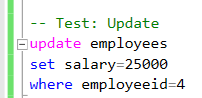 -- Test: Update
update employees
set salary=25000
where employeeid=4